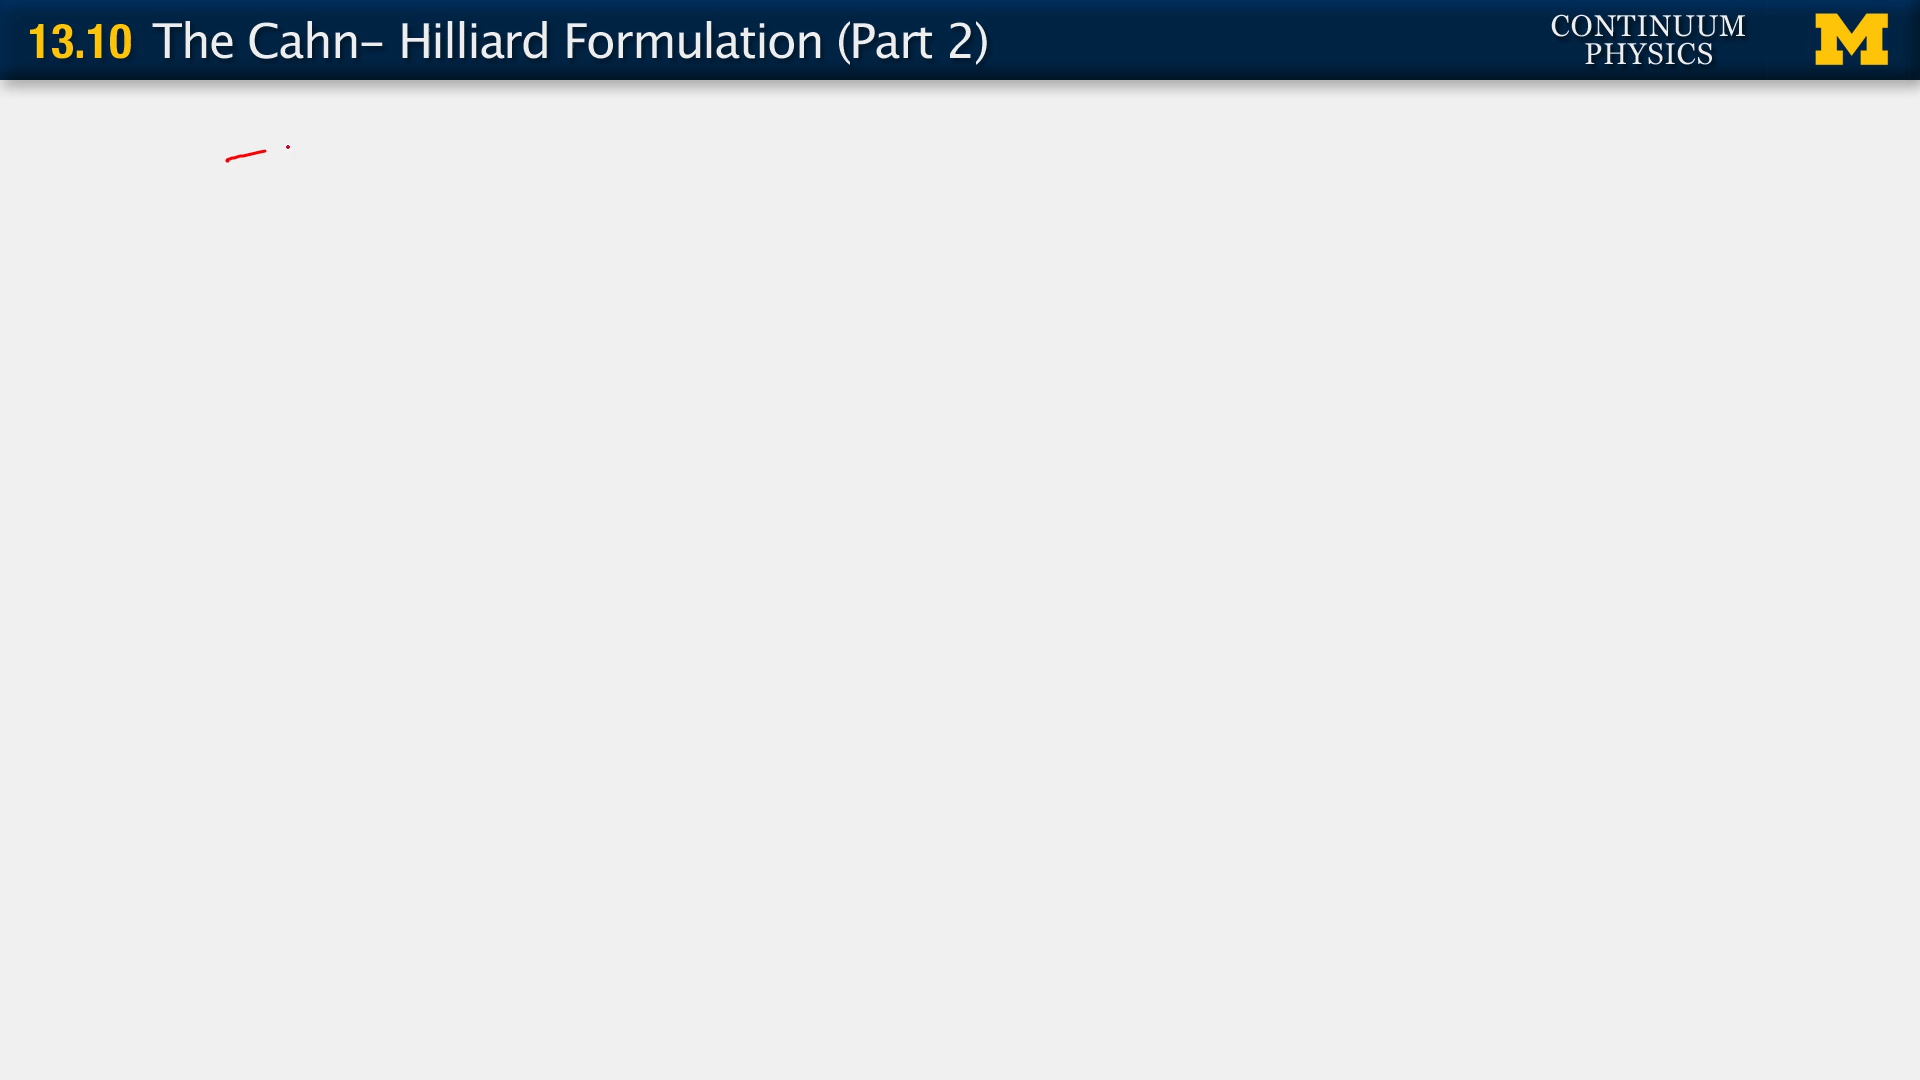 13.10 The Cahn– Hilliard Formulation (Part 2)
CONTINUUM
PHYSICS
M